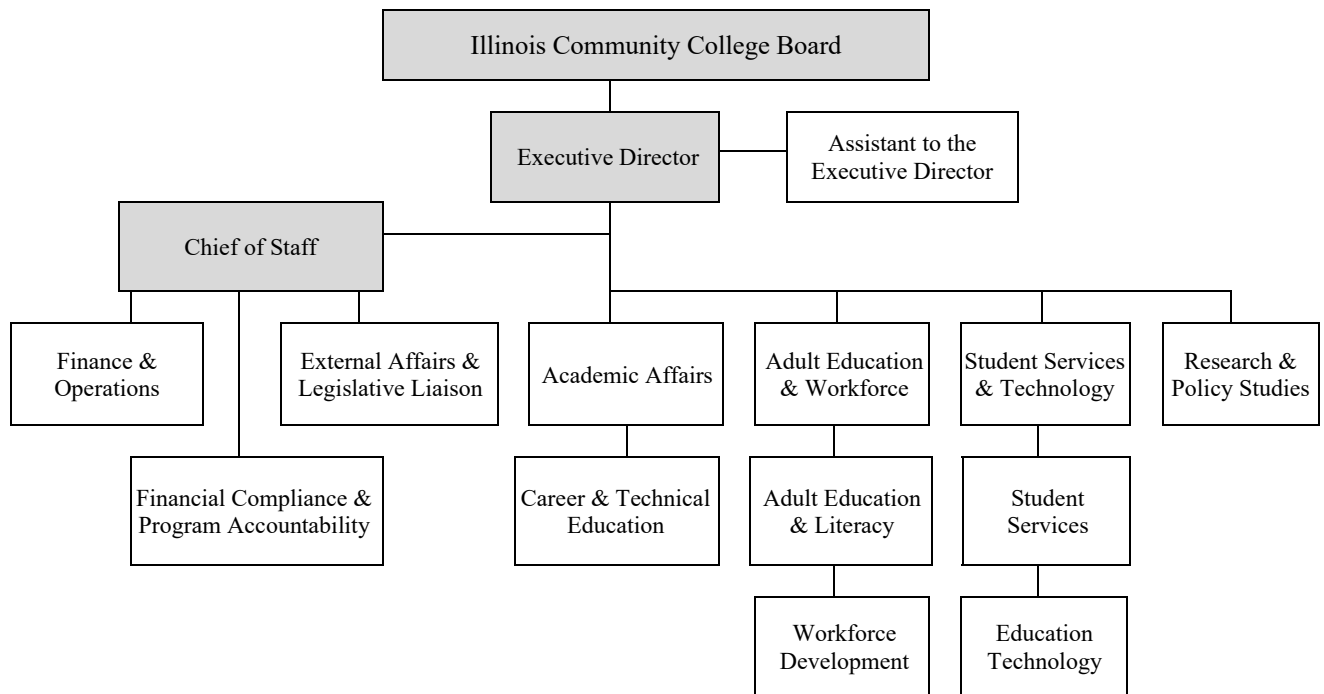 Illinois Community College Board
Executive Director
Assistant to the
Executive Director
Chief of Staff
Finance &
Operations
External Affairs &
Legislative Liaison
Academic Affairs
Adult Education
& Workforce
Student Services
& Technology
Research &
Policy Studies
Financial Compliance &
Program Accountability
Career & Technical
Education
Adult Education
& Literacy
Student
Services
Workforce
Development
Education
Technology